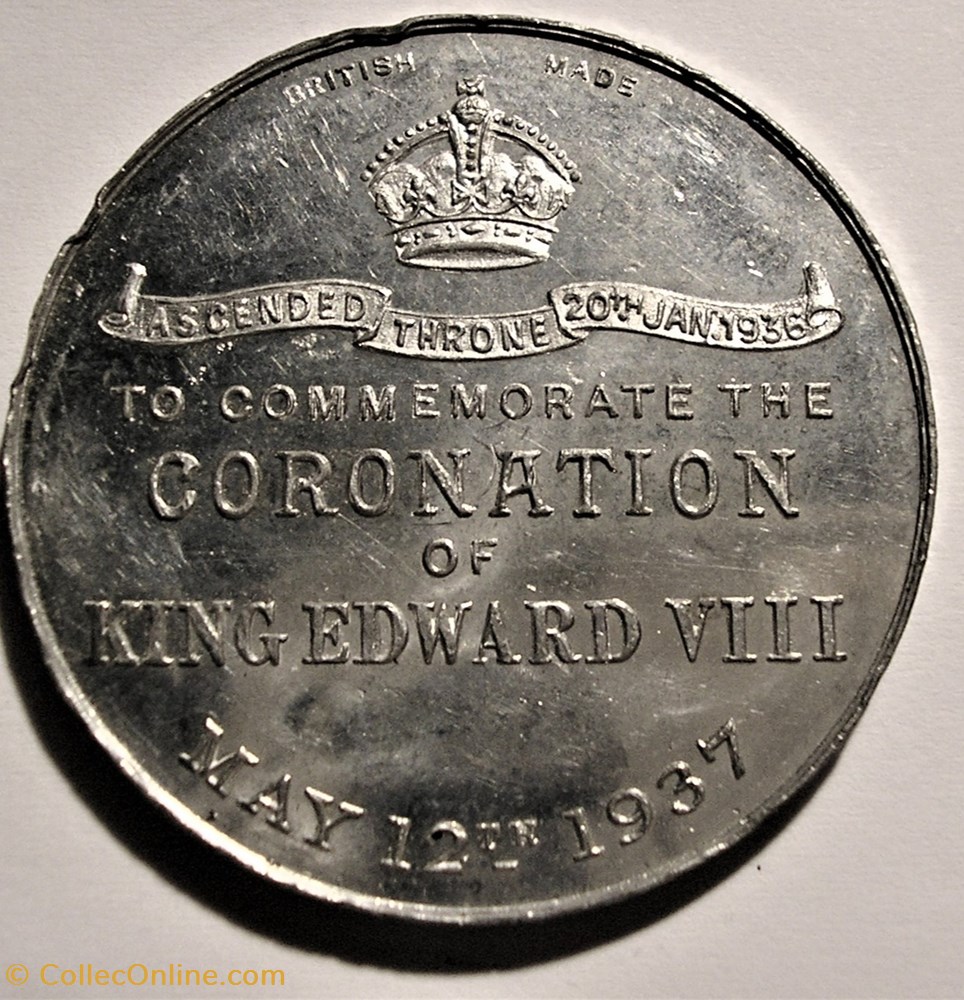 BRITISH MADE
ASCENDED THRONE 20TH JAN. 1936
TO COMMEMORATE THE
CORONATION
OF
KING EDWARD VIII
MAY 12TH 1937
© CollecOnline.com